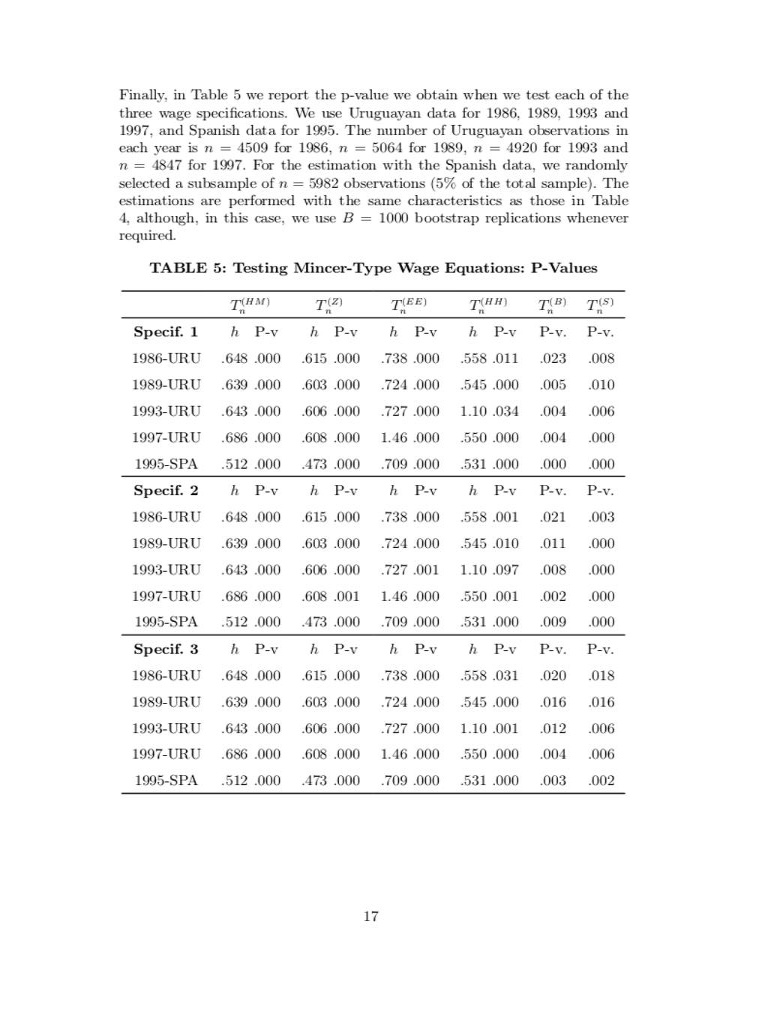 Finally, in Table 5 we report the p-value we obtain when we test each of the
three wage specifications. We use Uruguayan data for 1986, 1989, 1993 and
1997, and Spanish data for 1995. The number of Uruguayan observations in
each year is n = 4509 for 1986, n = 5064 for 1989, n = 4920 for 1993 and
n = 4847 for 1997. For the estimation with the Spanish data, we randomly
selected a subsample of n = 5982 observations (5% of the total sample). The
estimations are performed with the same characteristics as those in Table
4, although, in this case, we use B = 1000 bootstrap replications whenever
required.
TABLE 5: Testing Mincer-Type Wage Equations: P-Values
T_n^(HM) T_n^(Z) T_n^(EE) T_n^(HH) T_n^(B) T_n^(S)
Specif. 1 h P-v h P-v h P-v h P-v P-v. P-v.
1986-URU .648 .000 .615 .000 .738 .000 .558 .011 .023 .008
1989-URU .639 .000 .603 .000 .724 .000 .545 .000 .005 .010
1993-URU .643 .000 .606 .000 .727 .000 1.10 .034 .004 .006
1997-URU .686 .000 .608 .000 1.46 .000 .550 .000 .004 .000
1995-SPA .512 .000 .473 .000 .709 .000 .531 .000 .000 .000
Specif. 2 h P-v h P-v h P-v h P-v P-v. P-v.
1986-URU .648 .000 .615 .000 .738 .000 .558 .001 .021 .003
1989-URU .639 .000 .603 .000 .724 .000 .545 .010 .011 .000
1993-URU .643 .000 .606 .000 .727 .001 1.10 .097 .008 .000
1997-URU .686 .000 .608 .001 1.46 .000 .550 .001 .002 .000
1995-SPA .512 .000 .473 .000 .709 .000 .531 .000 .009 .000
Specif. 3 h P-v h P-v h P-v h P-v P-v. P-v.
1986-URU .648 .000 .615 .000 .738 .000 .558 .031 .020 .018
1989-URU .639 .000 .603 .000 .724 .000 .545 .000 .016 .016
1993-URU .643 .000 .606 .000 .727 .000 1.10 .001 .012 .006
1997-URU .686 .000 .608 .000 1.46 .000 .550 .000 .004 .006
1995-SPA .512 .000 .473 .000 .709 .000 .531 .000 .003 .002
17